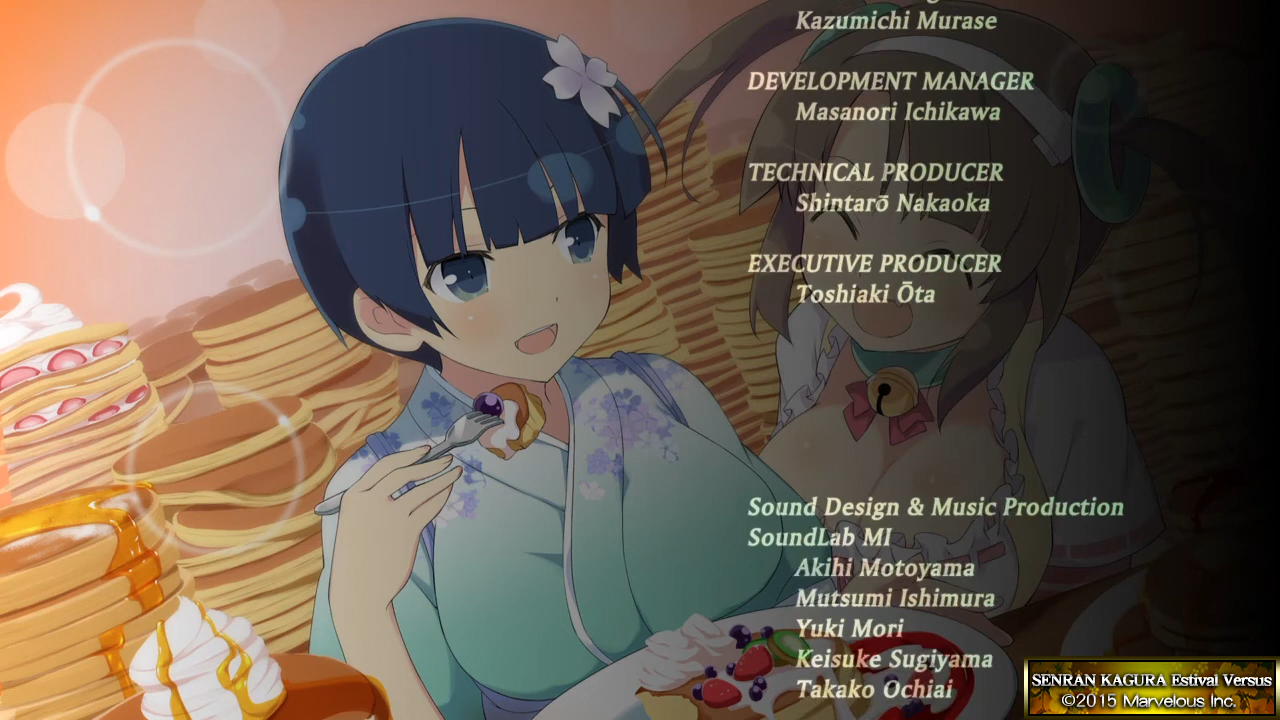 Kazumichi Murase
DEVELOPMENT MANAGER
Masanori Ichikawa
TECHNICAL PRODUCER
Shintarō Nakaoka
EXECUTIVE PRODUCER
Toshiaki Ōta
Sound Design & Music Production
SoundLab MI
Akihi Motoyama
Mutsumi Ishimura
Yuki Mori
Keisuke Sugiyama
Takako Ochiai
SENRAN KAGURA Estival Versus
©2015 Marvelous Inc.